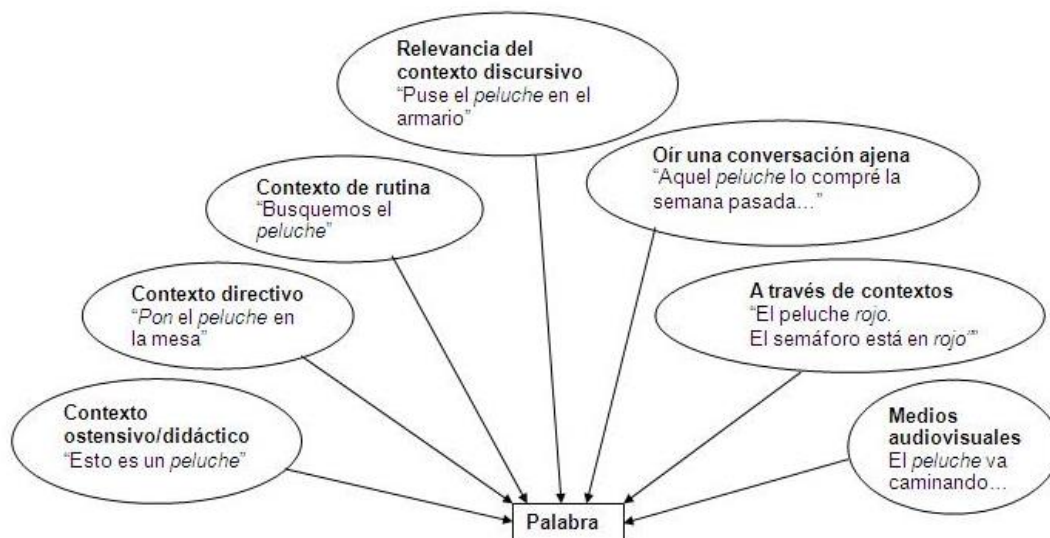 Relevancia del
contexto discursivo
“Puse el peluche en el
armario”
Oír una conversación ajena
“Aquel peluche lo compré la
semana pasada…”
Contexto de rutina
“Busquemos el
peluche”
Contexto directivo
“Pon el peluche en
la mesa”
A través de contextos
“El peluche rojo.
El semáforo está en rojo””
Contexto
ostensivo/didáctico
“Esto es un peluche”
Medios
audiovisuales
El peluche va
caminando…
Palabra